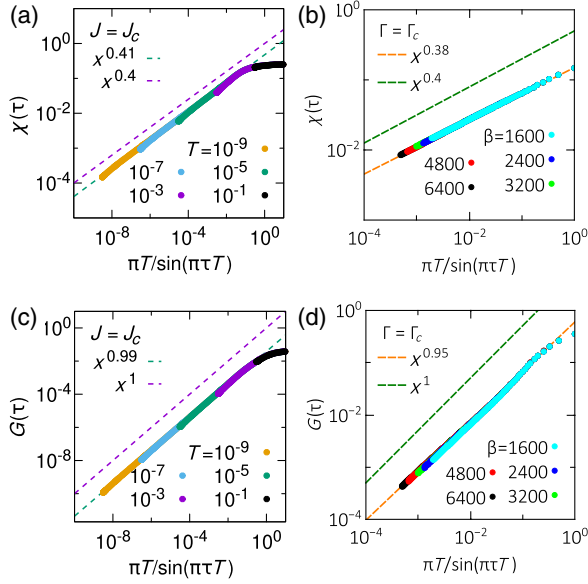 (a)
J = J_c
x^0.41
x^0.4
10^0
10^-2
10^-4
χ(τ)
T=10^-9
10^-7
10^-5
10^-3
10^-1
10^-8
10^-4
10^0
πT/sin(πτT)
(b)
Γ = Γ_c
x^0.38
x^0.4
10^0
10^-2
χ(τ)
β=1600
4800
2400
6400
3200
10^-4
10^-2
10^0
πT/sin(πτT)
(c)
J = J_c
x^0.99
x^1
10^0
10^-4
10^-8
G(τ)
T=10^-9
10^-7
10^-5
10^-3
10^-1
10^-8
10^-4
10^0
πT/sin(πτT)
(d)
Γ = Γ_c
x^0.95
x^1
10^0
10^-2
10^-4
G(τ)
β=1600
4800
2400
6400
3200
10^-4
10^-2
10^0
πT/sin(πτT)